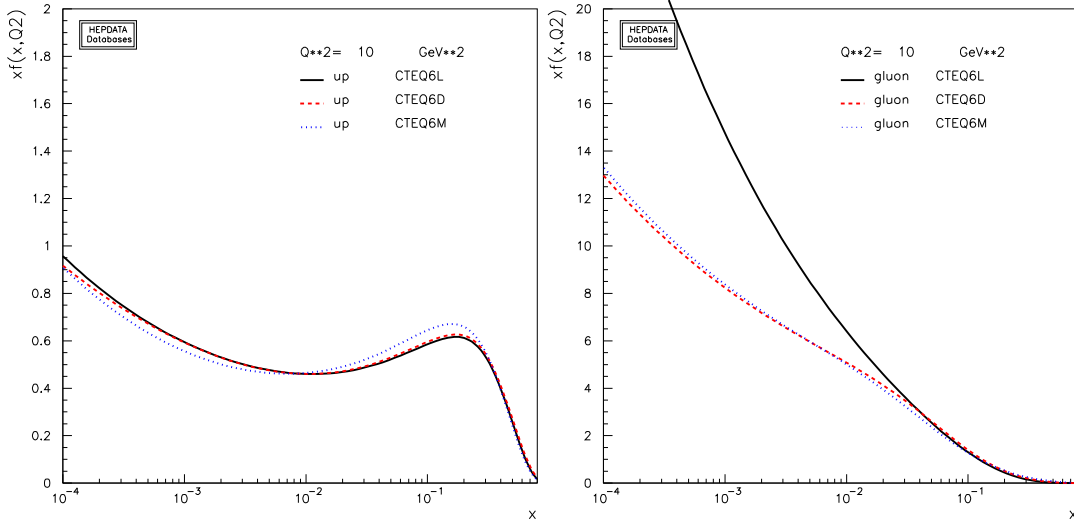 xf(x,Q2)
2
1.8
1.6
1.4
1.2
1
0.8
0.6
0.4
0.2
0
HEPDATA
Databases
Q**2= 10 GeV**2
up CTEQ6L
up CTEQ6D
up CTEQ6M
10-4 10-3 10-2 10-1
x
xf(x,Q2)
20
18
16
14
12
10
8
6
4
2
0
HEPDATA
Databases
Q**2= 10 GeV**2
gluon CTEQ6L
gluon CTEQ6D
gluon CTEQ6M
10-4 10-3 10-2 10-1
x